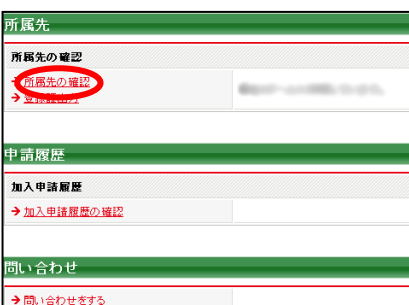 所属先
所属先の確認
➔ 所属先の確認
➔
申請履歴
加入申請履歴
➔ 加入申請履歴の確認
問い合わせ
➔ 問い合わせをする